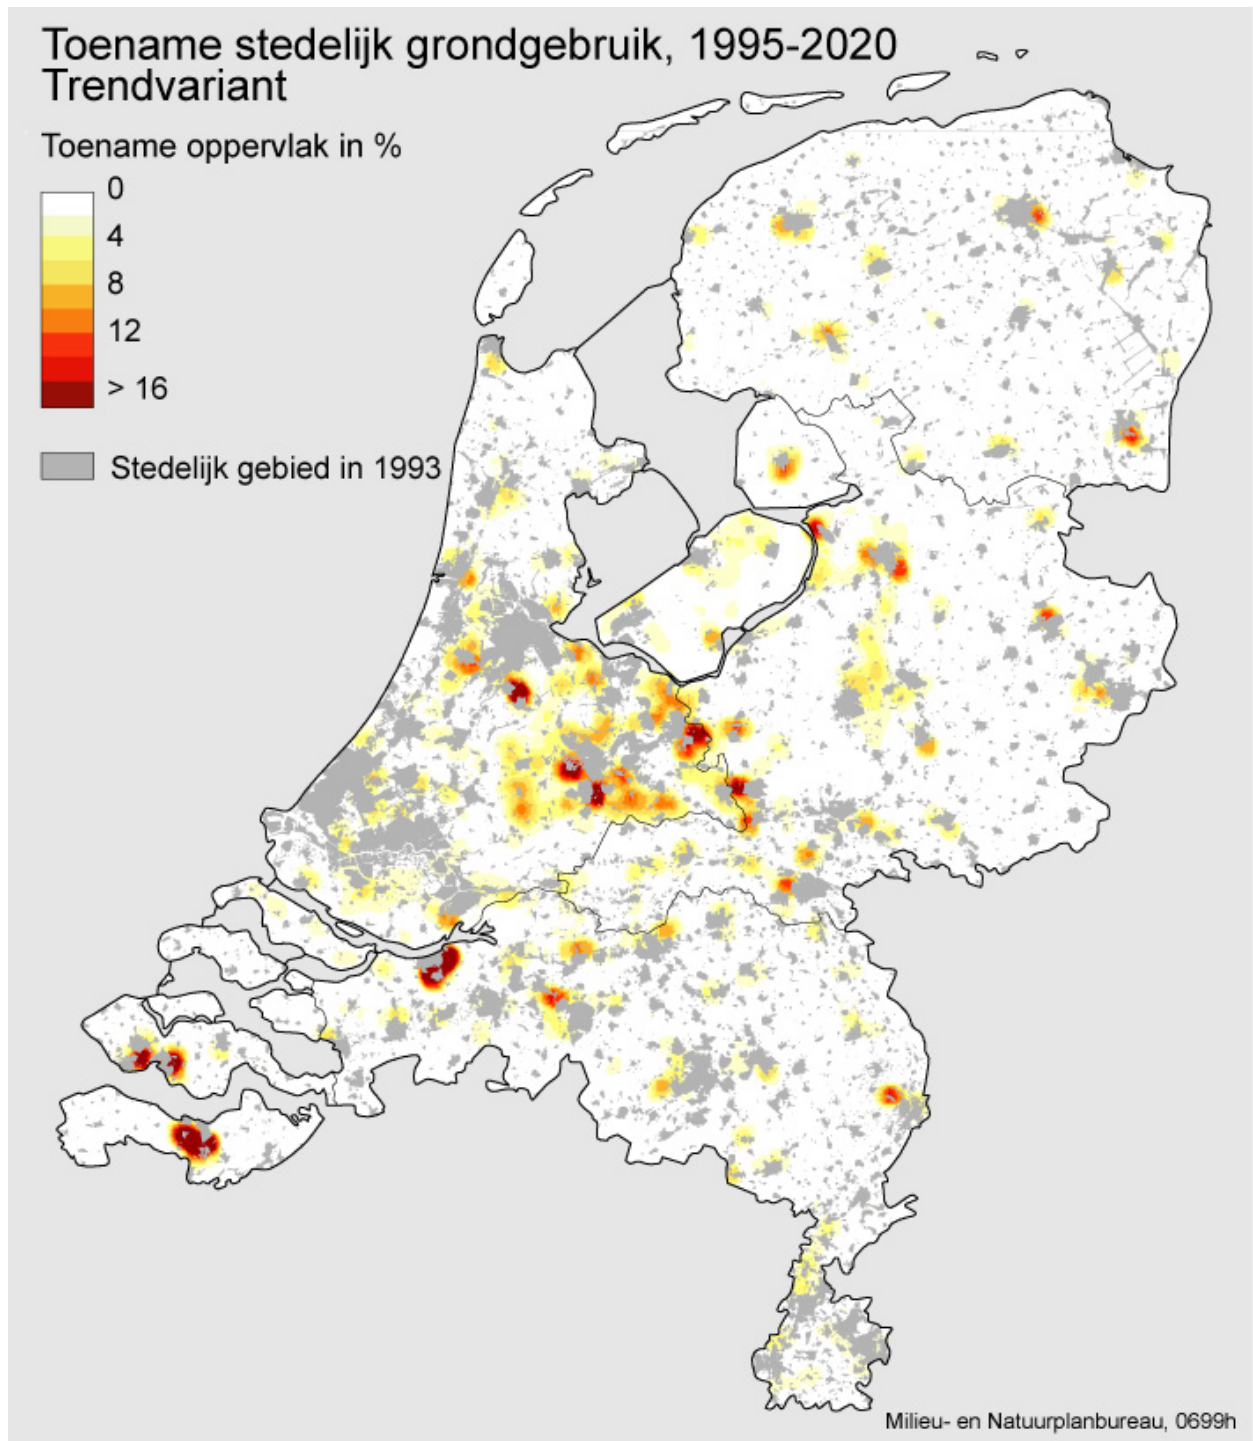 Toename stedelijk grondgebruik, 1995-2020
Trendvariant
Toename oppervlak in %
0
4
8
12
> 16
Stedelijk gebied in 1993
Milieu- en Natuurplanbureau, 0699h